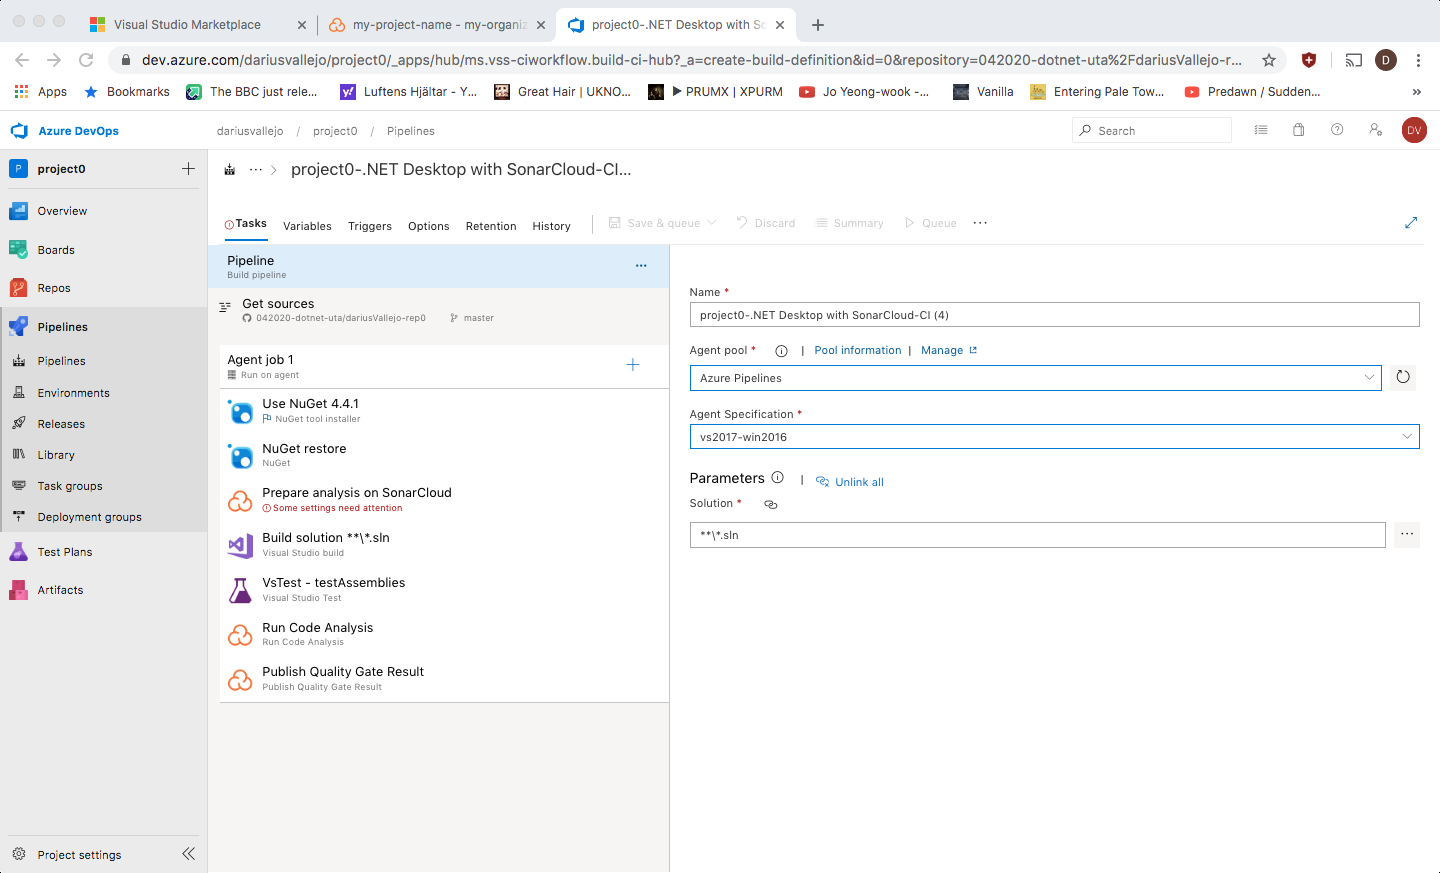 Visual Studio Marketplace
my-project-name - my-organiz
project0-.NET Desktop with So
dev.azure.com/dariusvallejo/project0/_apps/hub/ms.vss-ciworkflow.build-ci-hub?_a=create-build-definition&id=0&repository=042020-dotnet-uta%2FdariusVallejo-r...
D
Apps
Bookmarks
The BBC just rele...
Luftens Hjältar - Y...
Great Hair | UKNO...
▶ PRUMX | XPURM
Jo Yeong-wook -...
Vanilla
Entering Pale Tow...
Predawn / Sudden...
»
Azure DevOps
dariusvallejo / project0 / Pipelines
Search
DV
P
project0
project0-.NET Desktop with SonarCloud-CI...
Overview
Boards
Repos
Pipelines
Pipelines
Environments
Releases
Library
Task groups
Deployment groups
Test Plans
Artifacts
Project settings
Tasks
Variables
Triggers
Options
Retention
History
Save & queue
Discard
Summary
Queue
Pipeline
Build pipeline
Get sources
042020-dotnet-uta/dariusVallejo-rep0
master
Agent job 1
Run on agent
Use NuGet 4.4.1
NuGet tool installer
NuGet restore
NuGet
Prepare analysis on SonarCloud
Some settings need attention
Build solution **\*.sln
Visual Studio build
VsTest - testAssemblies
Visual Studio Test
Run Code Analysis
Run Code Analysis
Publish Quality Gate Result
Publish Quality Gate Result
Name *
project0-.NET Desktop with SonarCloud-CI (4)
Agent pool * | Pool information | Manage
Azure Pipelines
Agent Specification *
vs2017-win2016
Parameters | Unlink all
Solution *
**\*.sln